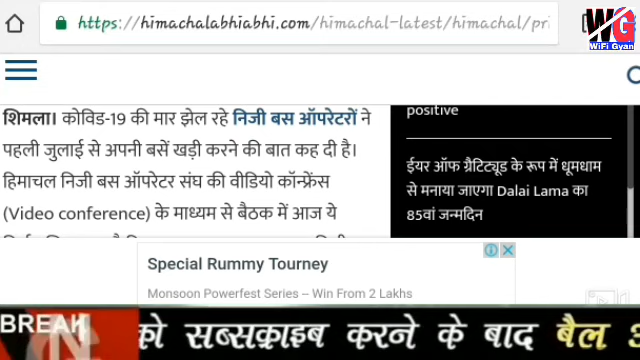 https://himachalabhiabhi.com/himachal-latest/himachal/pri
WG
WiFi Gyan
शिमला। कोविड-19 की मार झेल रहे निजी बस ऑपरेटरों ने
पहली जुलाई से अपनी बसें खड़ी करने की बात कह दी है।
हिमाचल निजी बस ऑपरेटर संघ की वीडियो कॉन्फ्रेंस
(Video conference) के माध्यम से बैठक में आज ये
positive
ईयर ऑफ ग्रैटिट्यूड के रूप में धूमधाम
से मनाया जाएगा Dalai Lama का
85वां जन्मदिन
Special Rummy Tourney
Monsoon Powerfest Series – Win From 2 Lakhs
BREAK
को सब्सक्राइब करने के बाद बैल